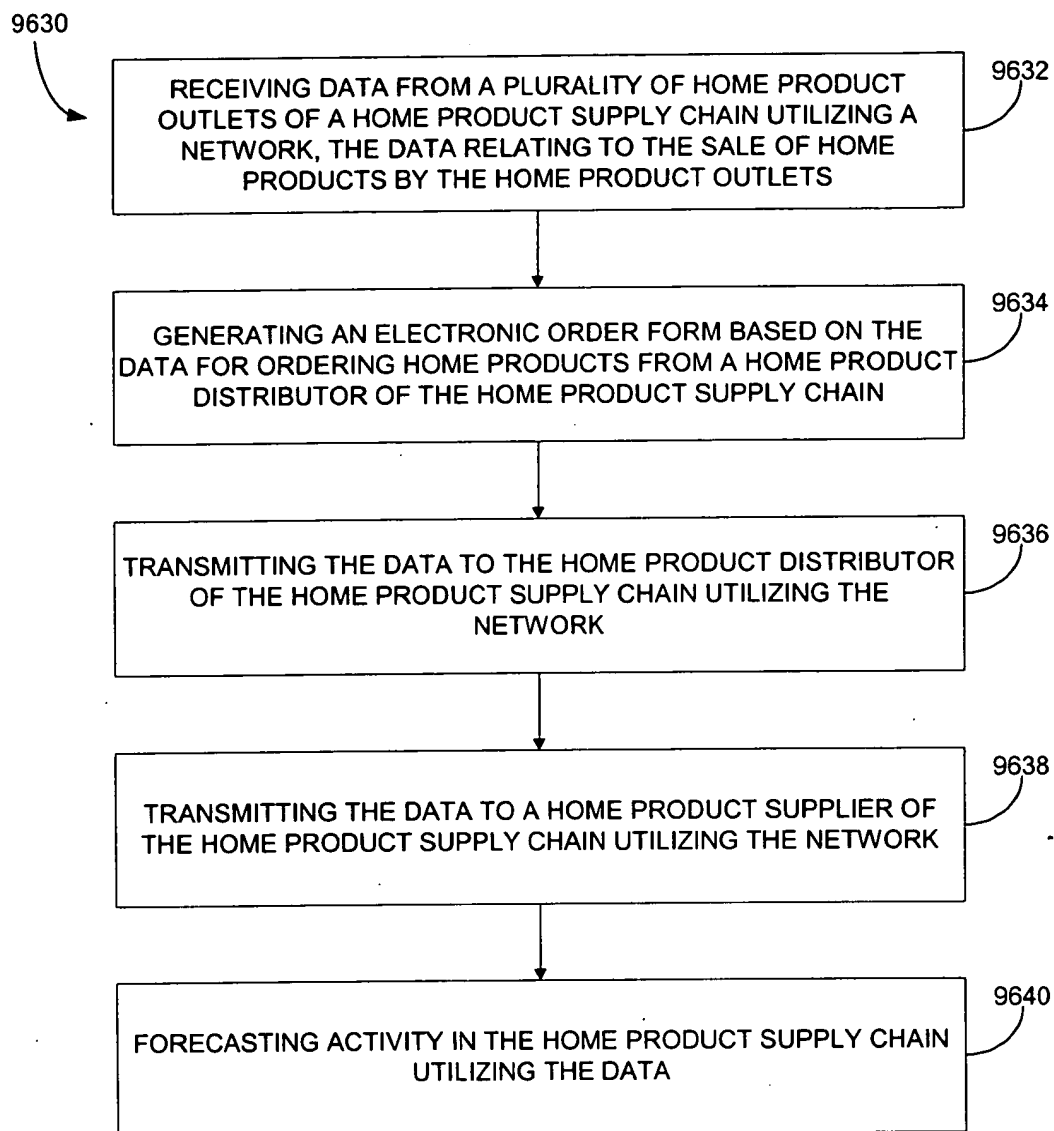 9630
RECEIVING DATA FROM A PLURALITY OF HOME PRODUCT
OUTLETS OF A HOME PRODUCT SUPPLY CHAIN UTILIZING A
NETWORK, THE DATA RELATING TO THE SALE OF HOME
PRODUCTS BY THE HOME PRODUCT OUTLETS
9632
GENERATING AN ELECTRONIC ORDER FORM BASED ON THE
DATA FOR ORDERING HOME PRODUCTS FROM A HOME PRODUCT
DISTRIBUTOR OF THE HOME PRODUCT SUPPLY CHAIN
9634
TRANSMITTING THE DATA TO THE HOME PRODUCT DISTRIBUTOR
OF THE HOME PRODUCT SUPPLY CHAIN UTILIZING THE
NETWORK
9636
TRANSMITTING THE DATA TO A HOME PRODUCT SUPPLIER OF
THE HOME PRODUCT SUPPLY CHAIN UTILIZING THE NETWORK
9638
FORECASTING ACTIVITY IN THE HOME PRODUCT SUPPLY CHAIN
UTILIZING THE DATA
9640